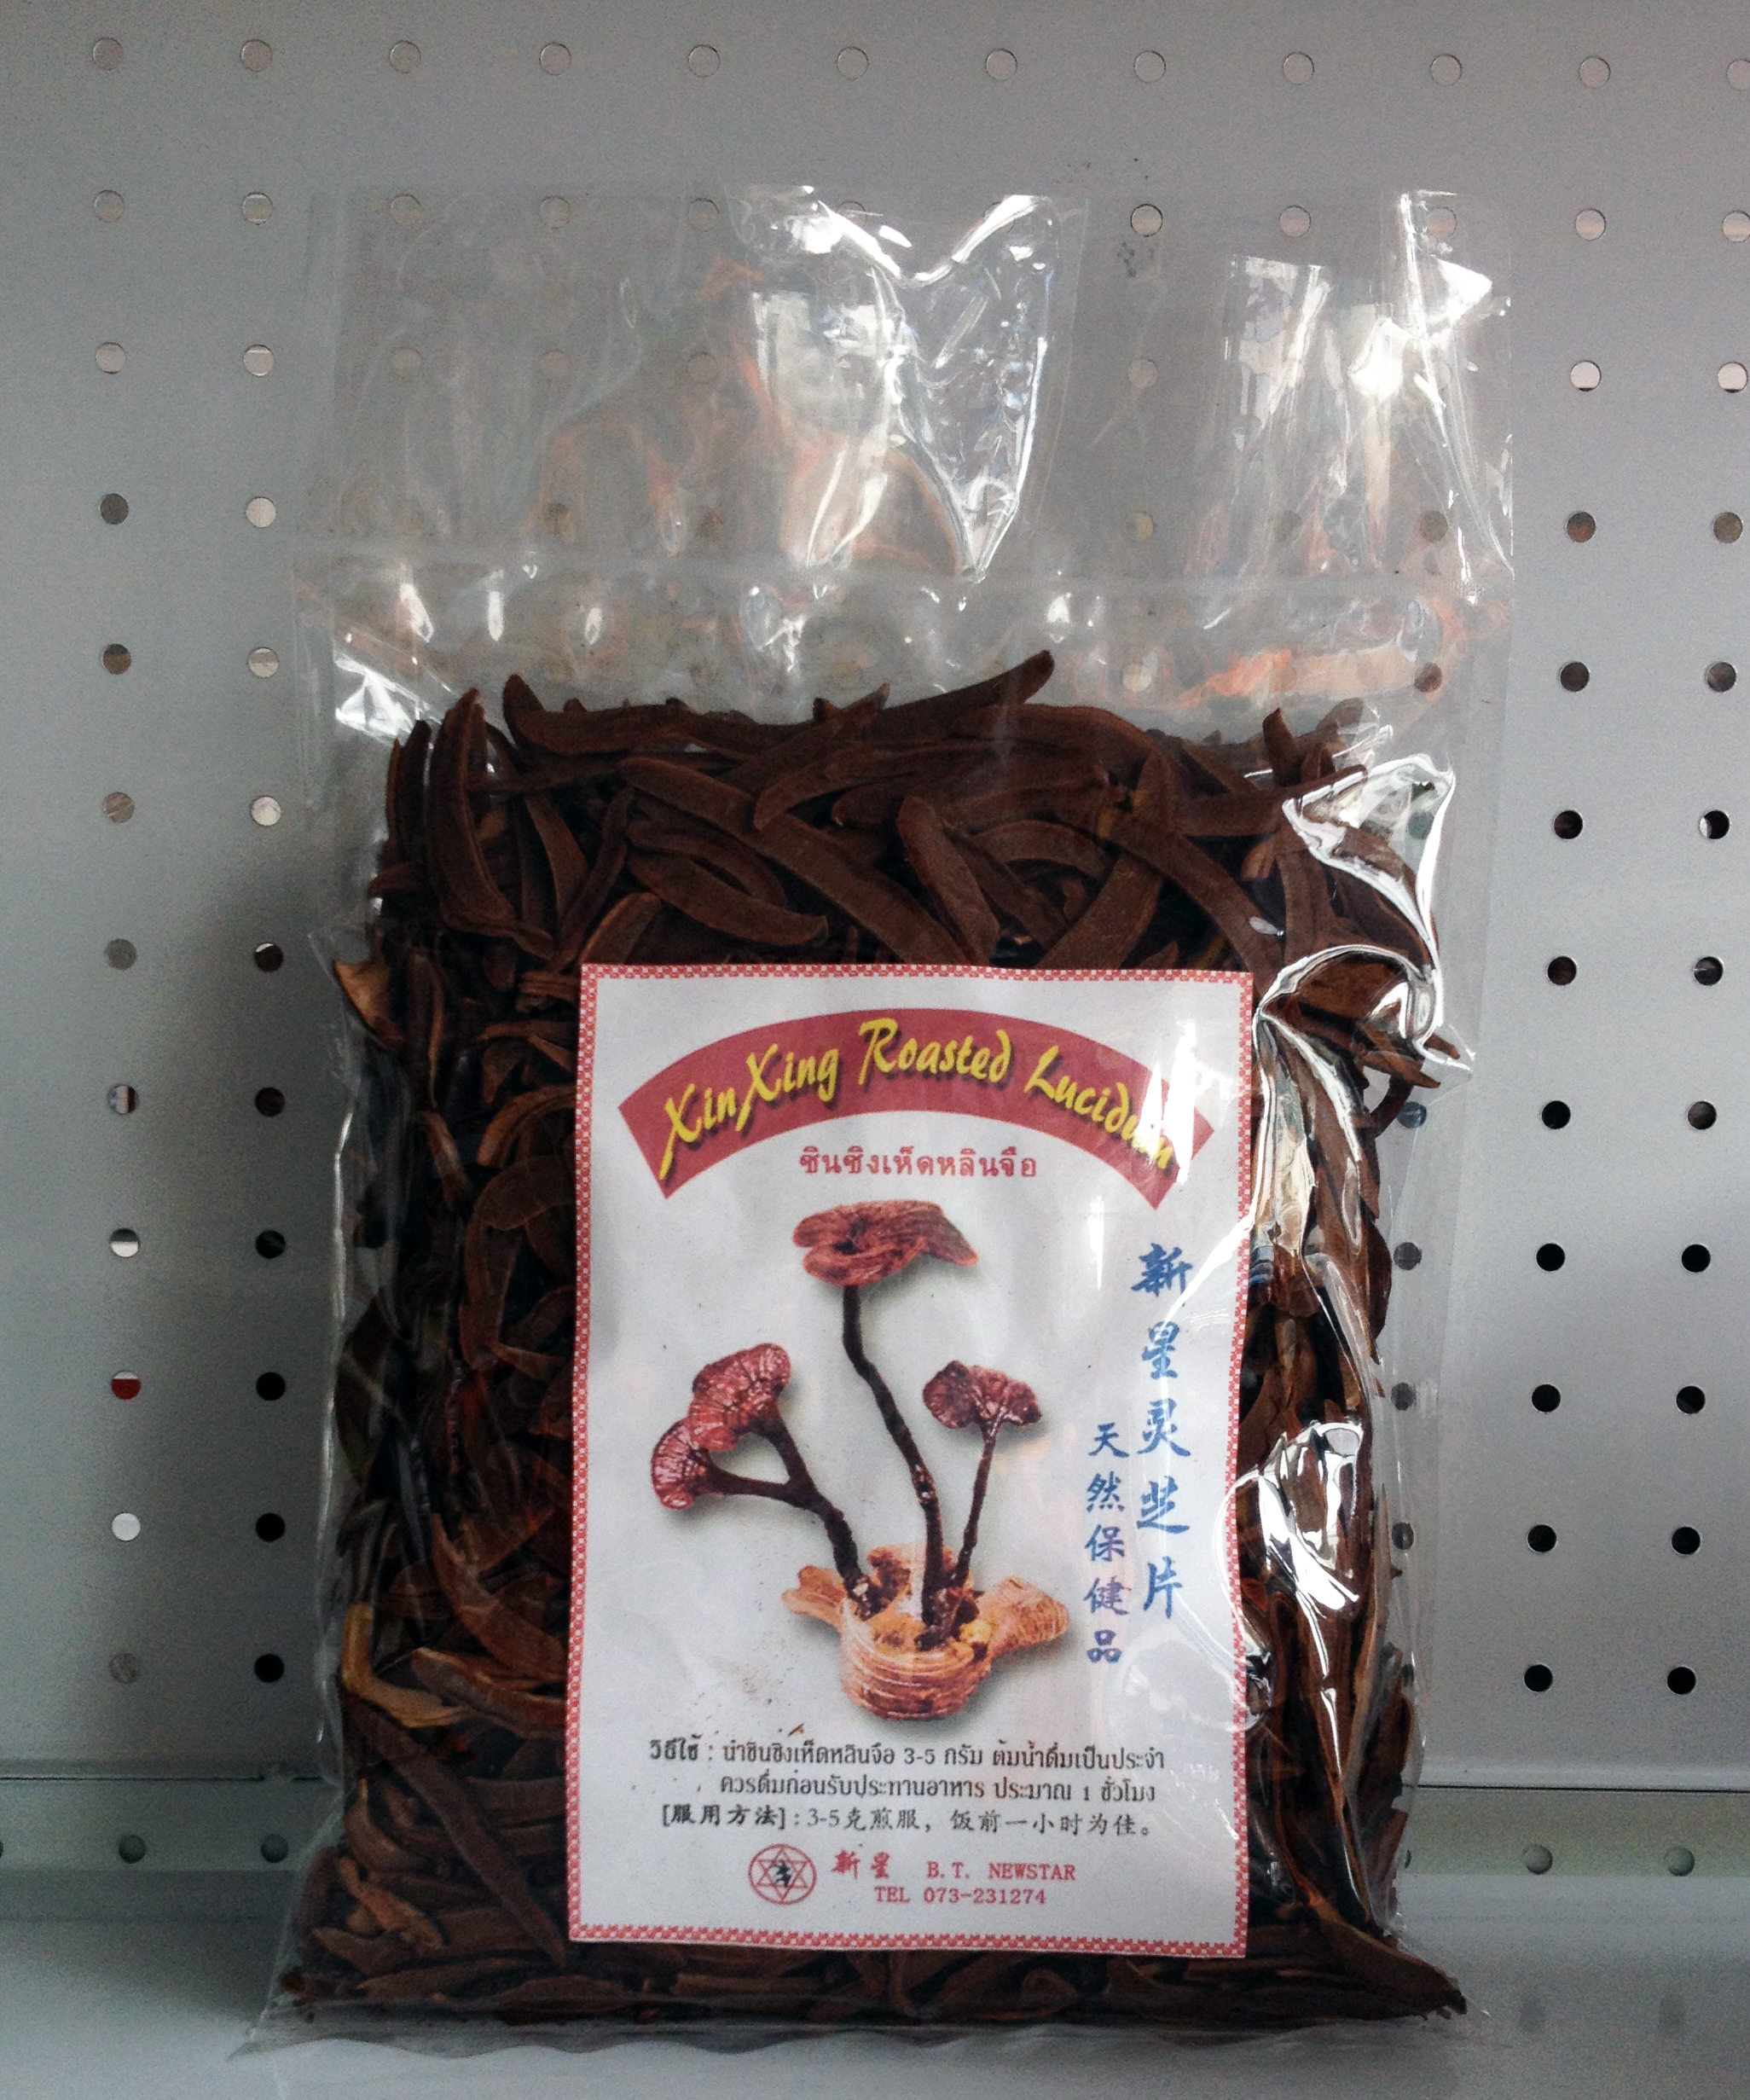 XinXing Roasted Lucidum
ซินซิงเห็ดหลินจือ
新星灵芝片
天然保健品
วิธีใช้ : นำซินซิงเห็ดหลินจือ 3-5 กรัม ต้มน้ำดื่มเป็นประจำ
ควรดื่มก่อนรับประทานอาหาร ประมาณ 1 ชั่วโมง
[服用方法] : 3-5克煎服，饭前一小时为佳。
新星 B.T. NEWSTAR
TEL 073-231274